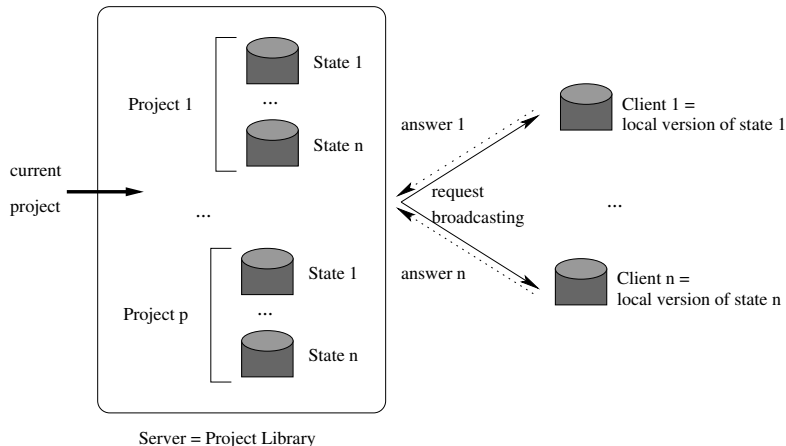 State 1
Project 1
...
State n
current
project
...
State 1
Project p
...
State n
Server = Project Library
answer 1
request
broadcasting
answer n
Client 1 =
local version of state 1
...
Client n =
local version of state n